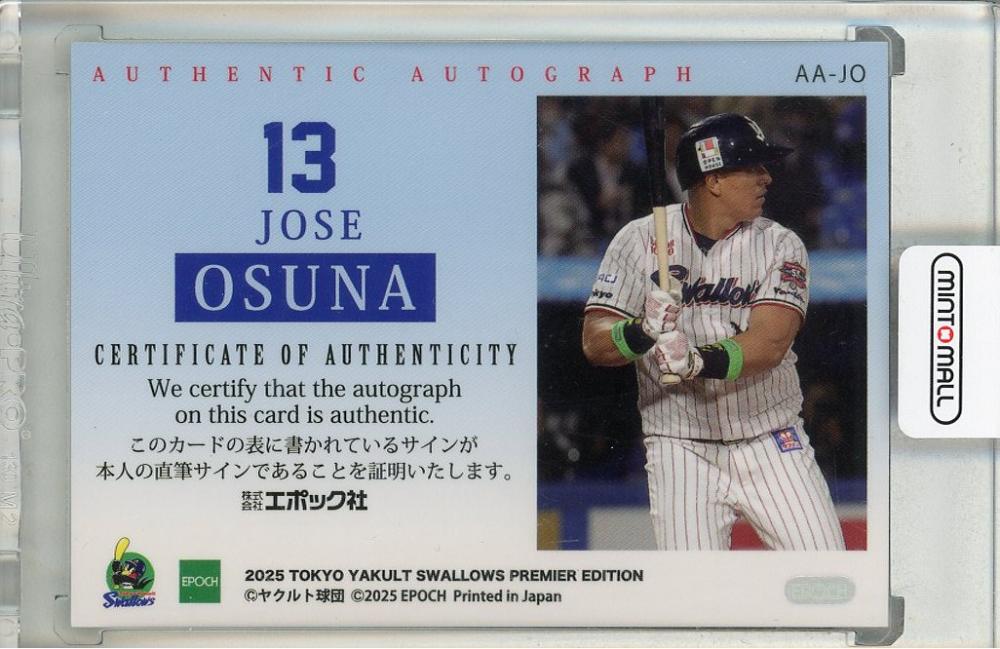 AUTHENTIC AUTOGRAPH
AA-JO
13
JOSE
OSUNA
CERTIFICATE OF AUTHENTICITY
We certify that the autograph
on this card is authentic.
このカードの表に書かれているサインが
本人の直筆サインであることを証明いたします。
株式会社エポック社
Swallows
EPOCH
2025 TOKYO YAKULT SWALLOWS PREMIER EDITION
©ヤクルト球団 ©2025 EPOCH Printed in Japan
EPOCH
OPEN HOUSE
Swallows
MINTOMALL